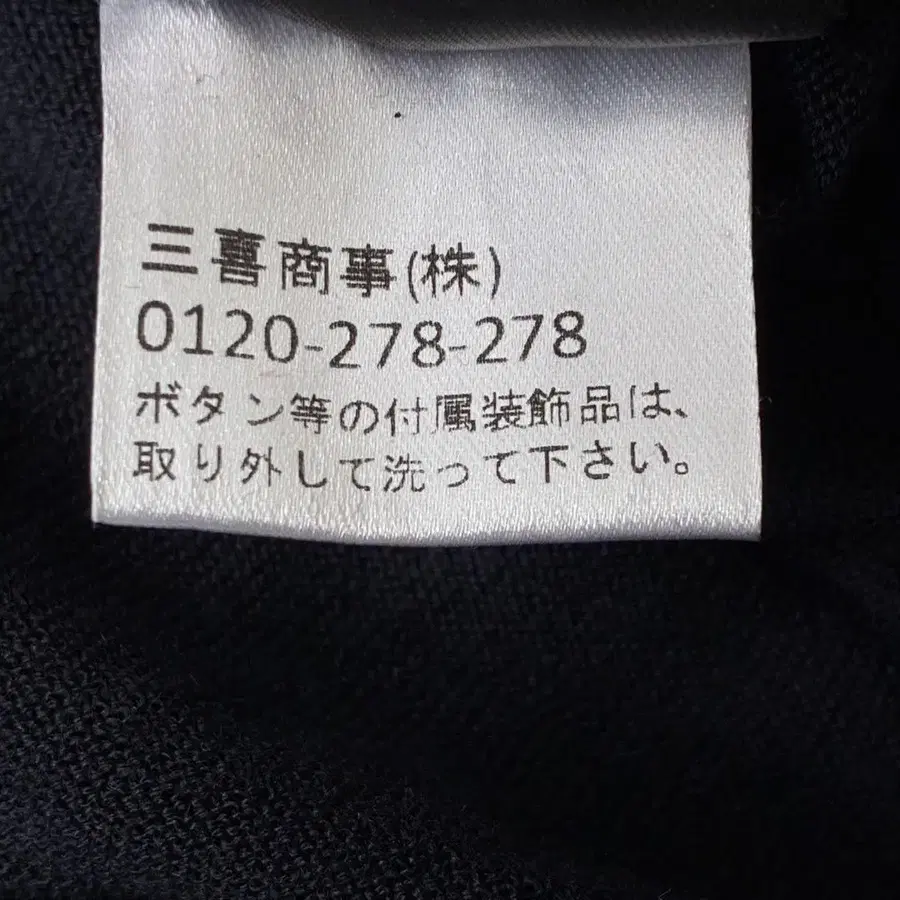 三喜商事(株)
0120-278-278
ボタン等の付属装飾品は、
取り外して洗って下さい。